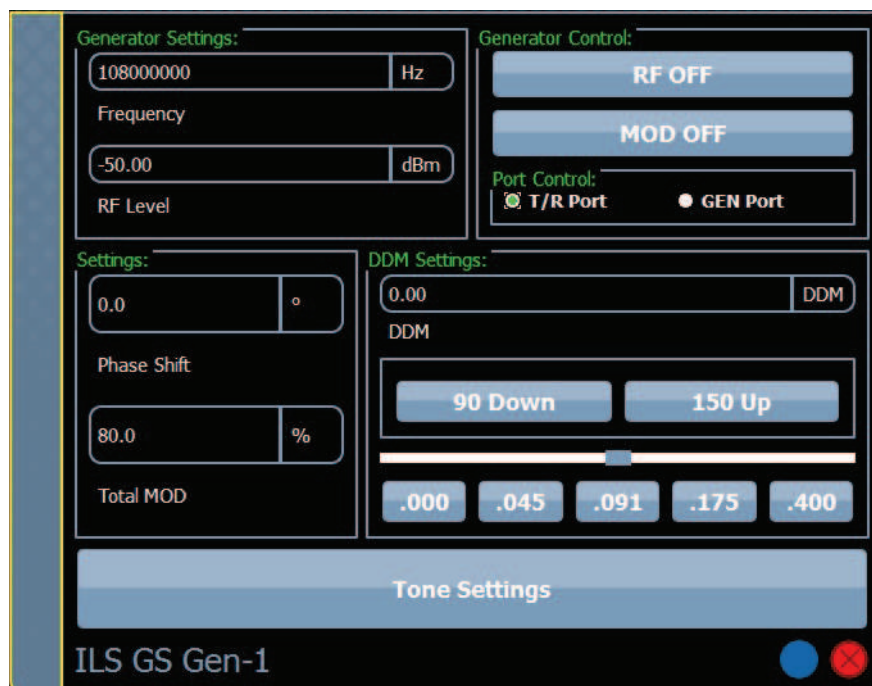 Generator Settings:
108000000 Hz
Frequency
-50.00 dBm
RF Level
Generator Control:
RF OFF
MOD OFF
Port Control:
T/R Port GEN Port
Settings:
0.0 °
Phase Shift
80.0 %
Total MOD
DDM Settings:
0.00 DDM
DDM
90 Down 150 Up
.000 .045 .091 .175 .400
Tone Settings
ILS GS Gen-1